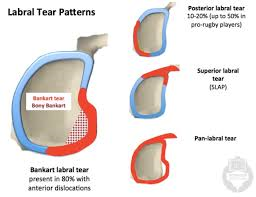 Labral Tear Patterns
Bankart tear
Bony Bankart
Bankart labral tear
present in 80% with
anterior dislocations
Posterior labral tear
10-20% (up to 50% in
pro-rugby players)
Superior labral
tear
(SLAP)
Pan-labral tear